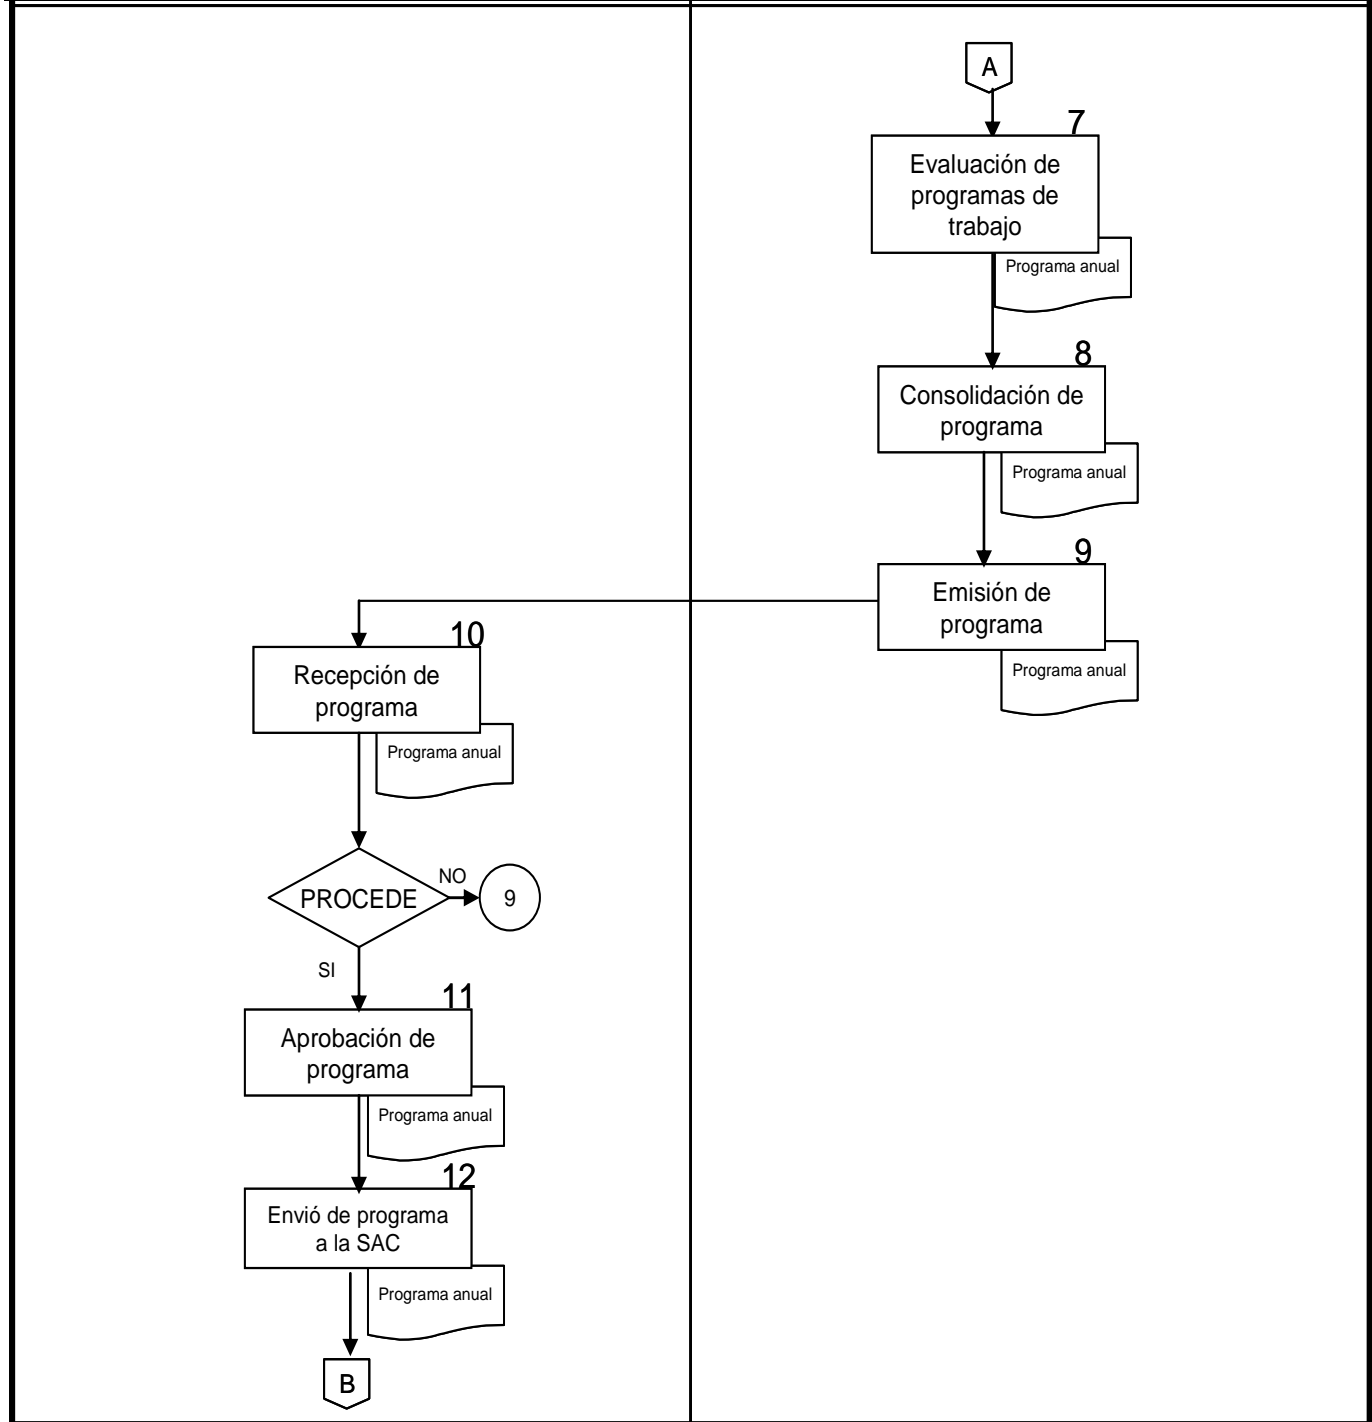 A
7
Evaluación de
programas de
trabajo
Programa anual
8
Consolidación de
programa
Programa anual
9
Emisión de
programa
Programa anual
10
Recepción de
programa
Programa anual
PROCEDE
NO
9
SI
11
Aprobación de
programa
Programa anual
12
Envió de programa
a la SAC
Programa anual
B